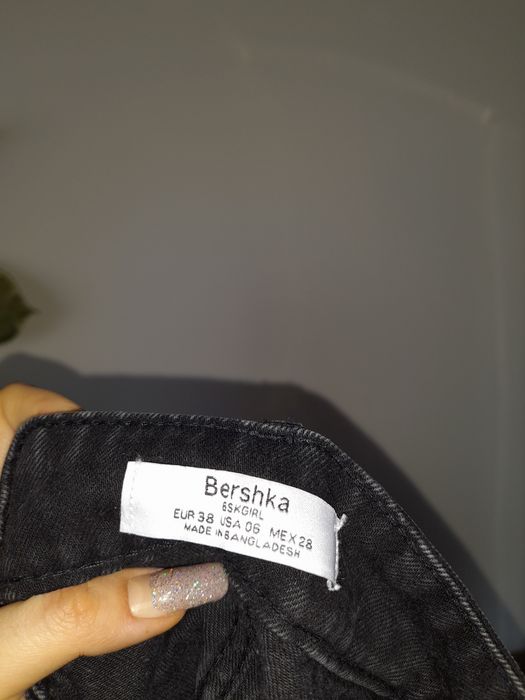 Bershka
BSKGIRL
EUR 38 USA 06 MEX 28
MADE IN BANGLADESH